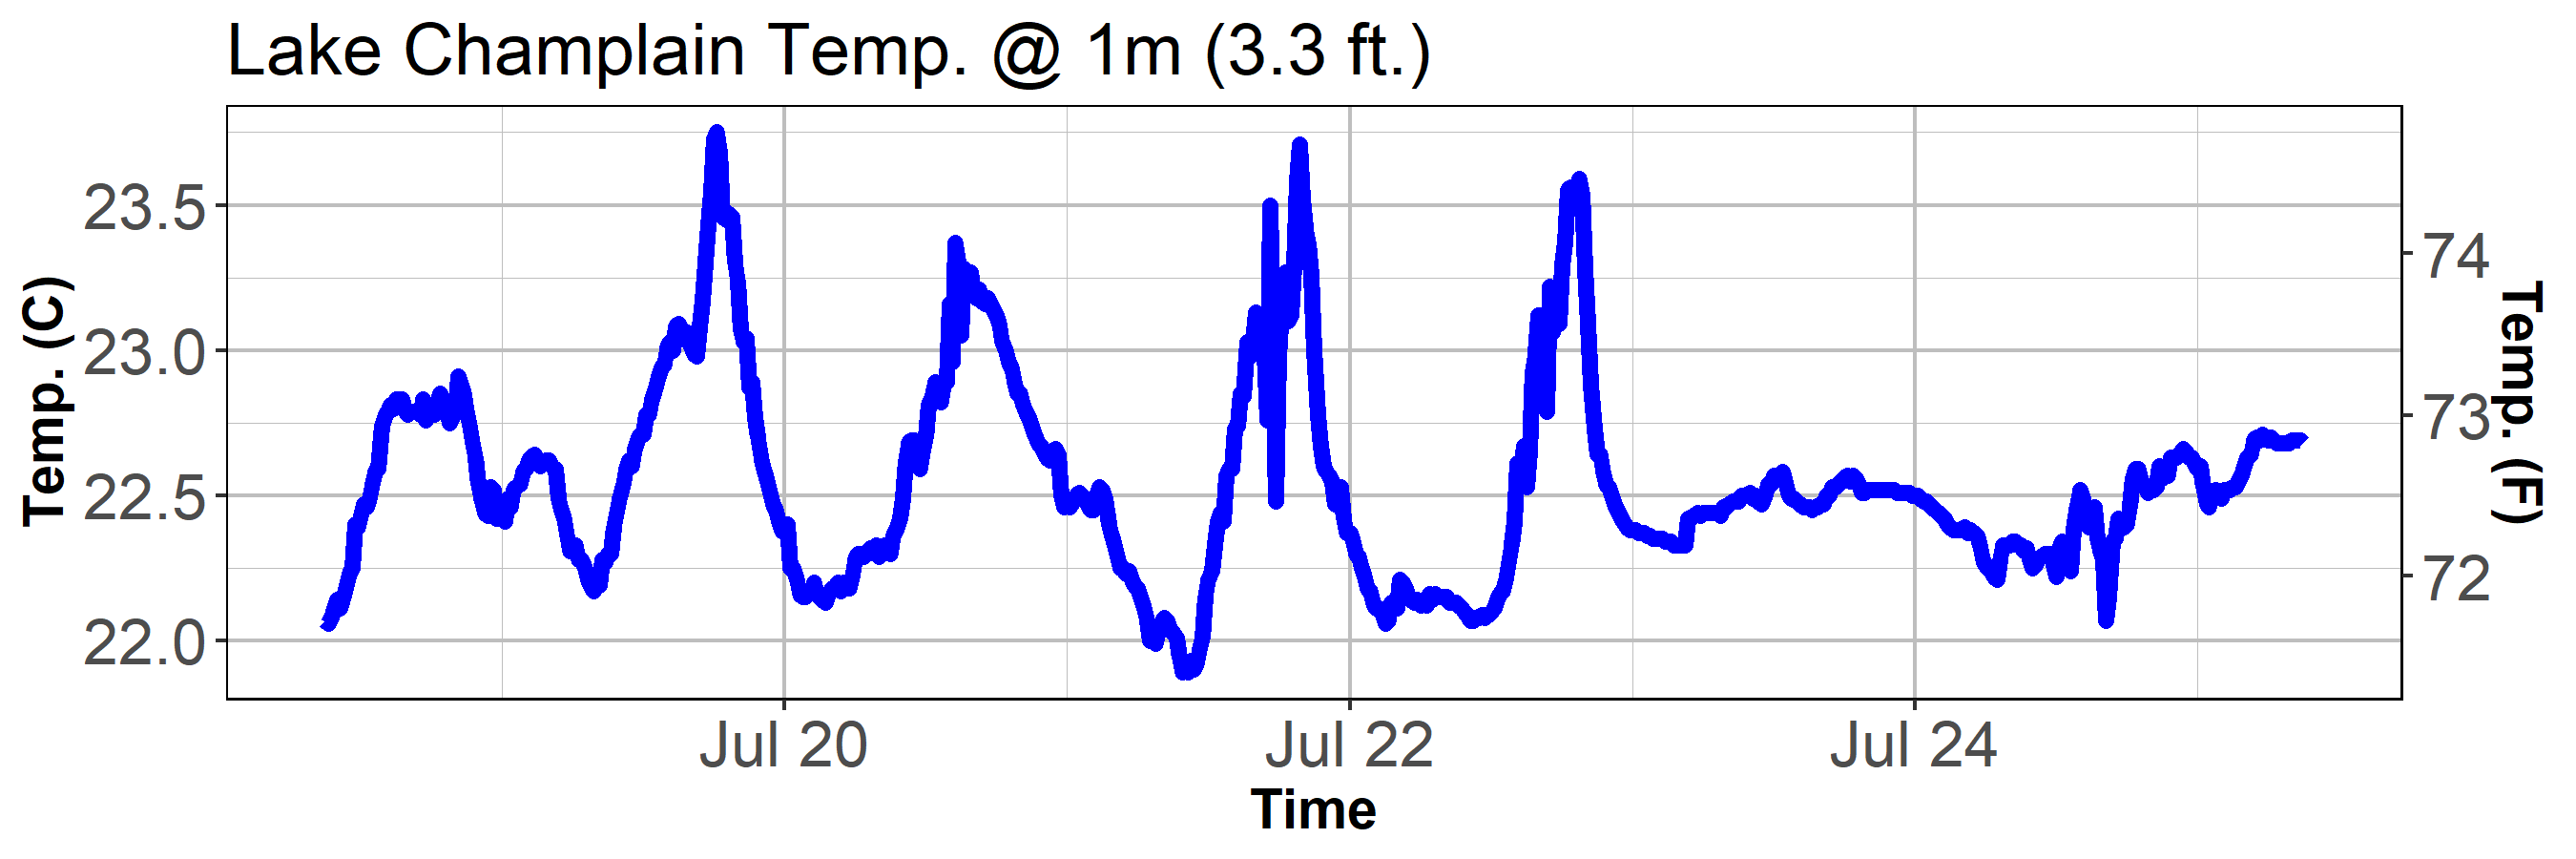 Lake Champlain Temp. @ 1m (3.3 ft.)
Temp. (C)
23.5
23.0
22.5
22.0
74
73
72
Temp. (F)
Jul 20 Jul 22 Jul 24
Time